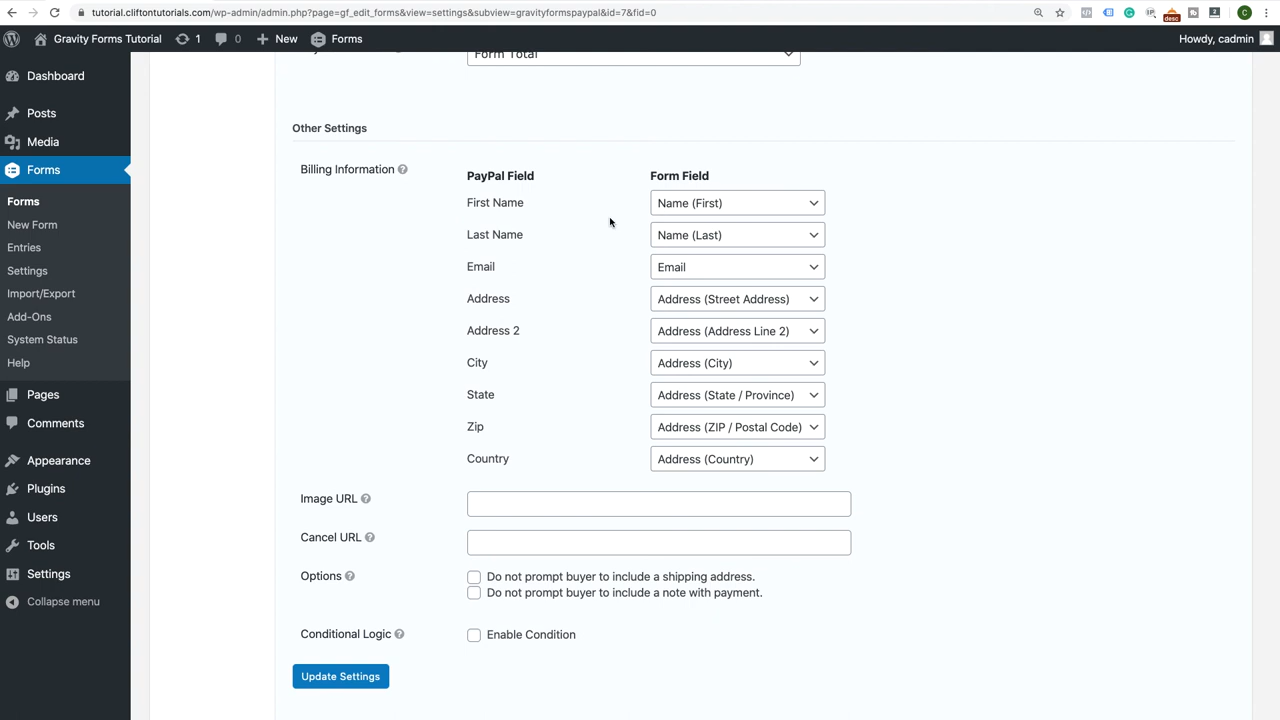 tutorial.cliftontutorials.com/wp-admin/admin.php?page=gf_edit_forms&view=settings&subview=gravityformspaypal&id=7&fid=0
desc
IP
2
C
Gravity Forms Tutorial 1 0 New Forms Howdy, cadmin
Dashboard
Posts
Media
Forms
Forms
New Form
Entries
Settings
Import/Export
Add-Ons
System Status
Help
Pages
Comments
Appearance
Plugins
Users
Tools
Settings
Collapse menu
Form Total
Other Settings
Billing Information
PayPal Field Form Field
First Name Name (First)
Last Name Name (Last)
Email Email
Address Address (Street Address)
Address 2 Address (Address Line 2)
City Address (City)
State Address (State / Province)
Zip Address (ZIP / Postal Code)
Country Address (Country)
Image URL
Cancel URL
Options Do not prompt buyer to include a shipping address.
Do not prompt buyer to include a note with payment.
Conditional Logic Enable Condition
Update Settings